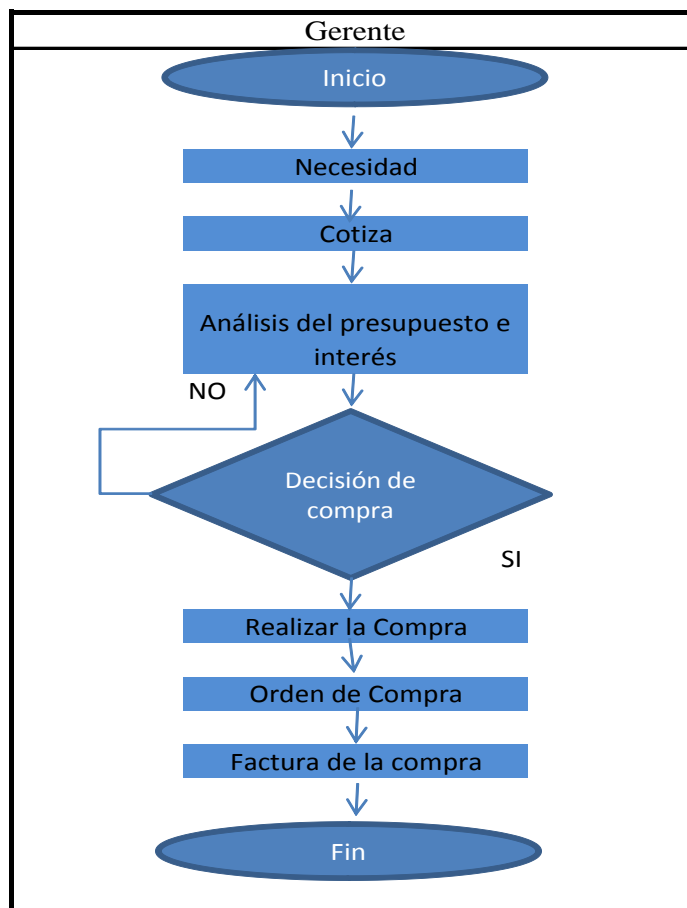 Gerente
Inicio
Necesidad
Cotiza
Análisis del presupuesto e
interés
NO
Decisión de
compra
SI
Realizar la Compra
Orden de Compra
Factura de la compra
Fin